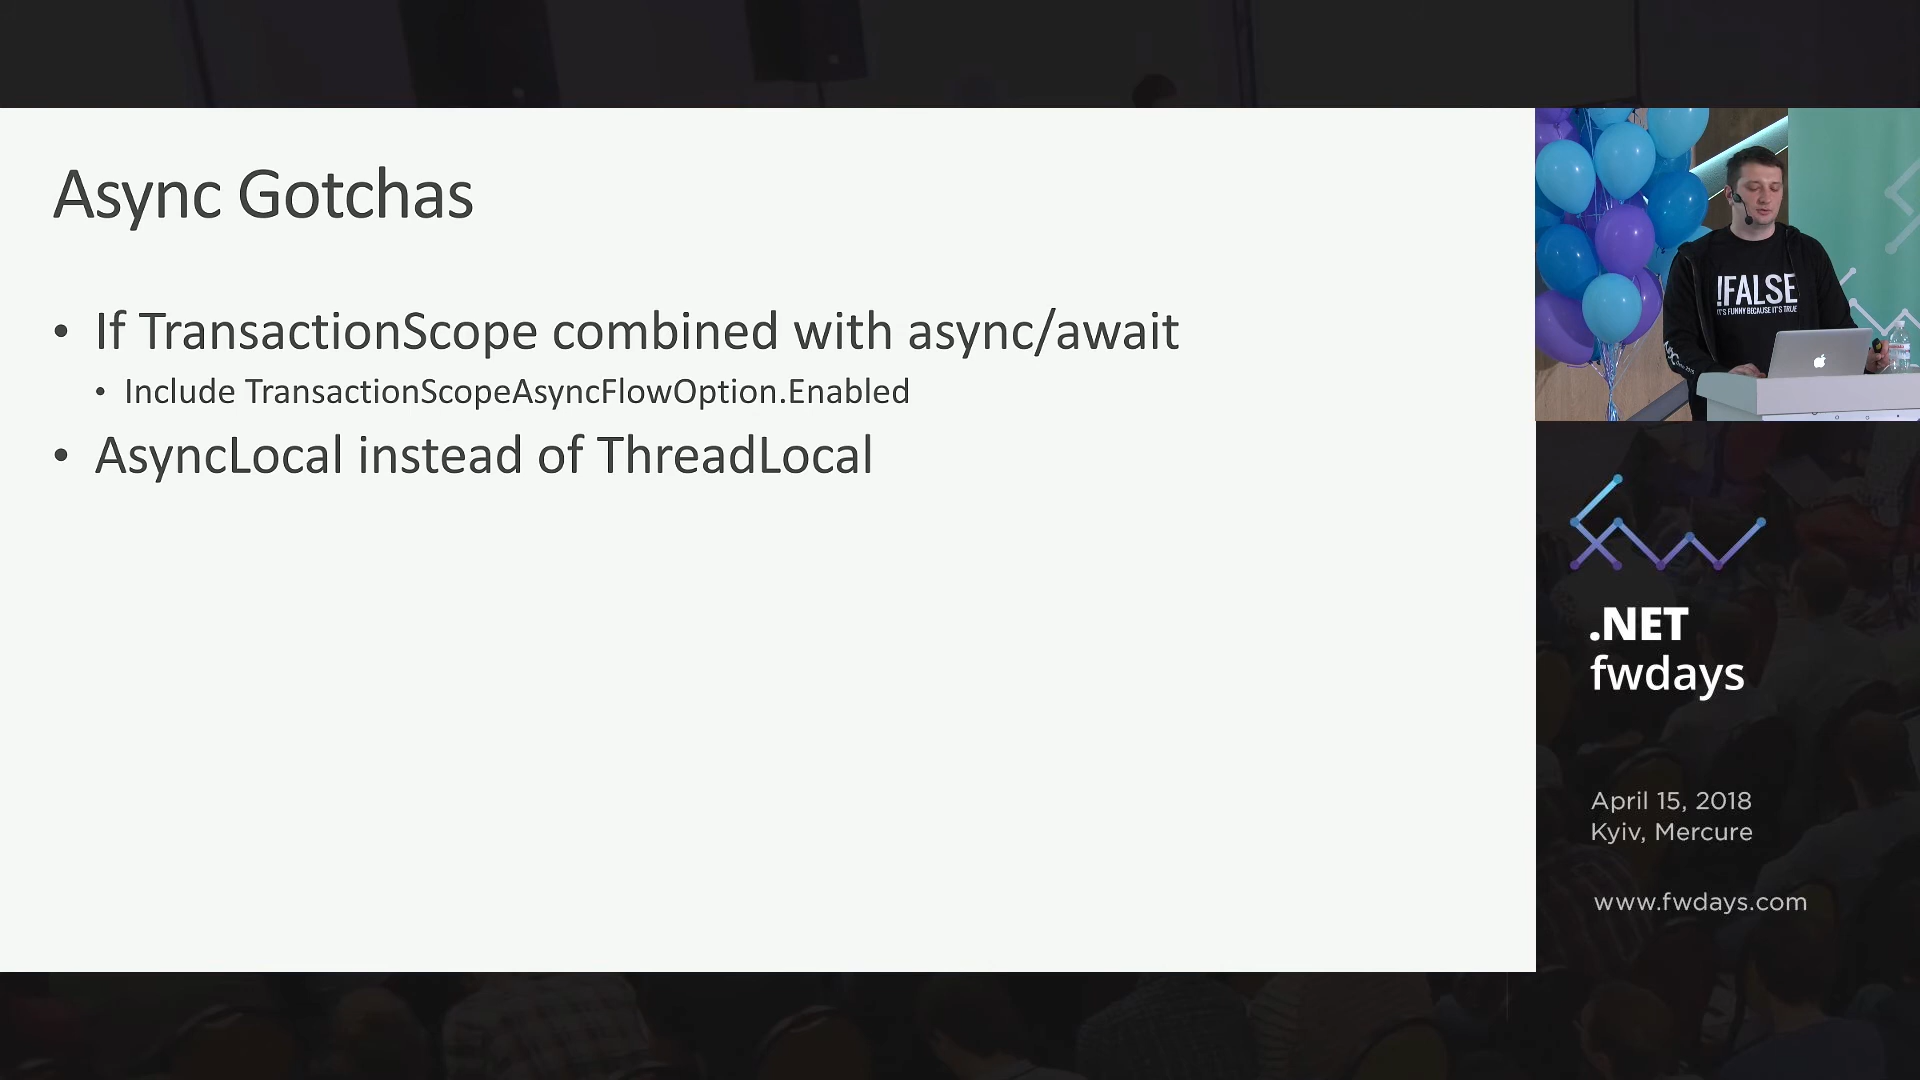 Async Gotchas
• If TransactionScope combined with async/await
• Include TransactionScopeAsyncFlowOption.Enabled
• AsyncLocal instead of ThreadLocal
!FALSE
IT'S FUNNY BECAUSE IT'S TRUE
.NET
fwdays
April 15, 2018
Kyiv, Mercure
www.fwdays.com